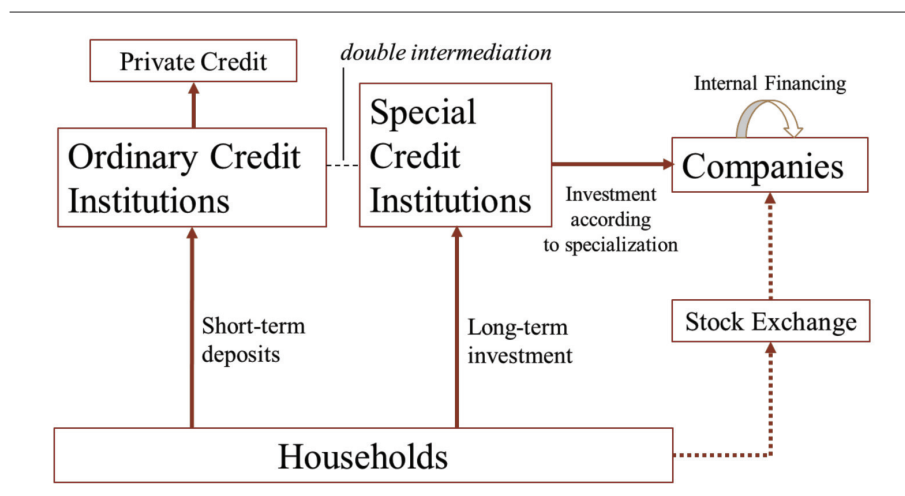 double intermediation
Private Credit
Internal Financing
Ordinary Credit
Institutions
Special
Credit
Institutions
Companies
Investment
according
to specialization
Short-term
deposits
Long-term
investment
Stock Exchange
Households